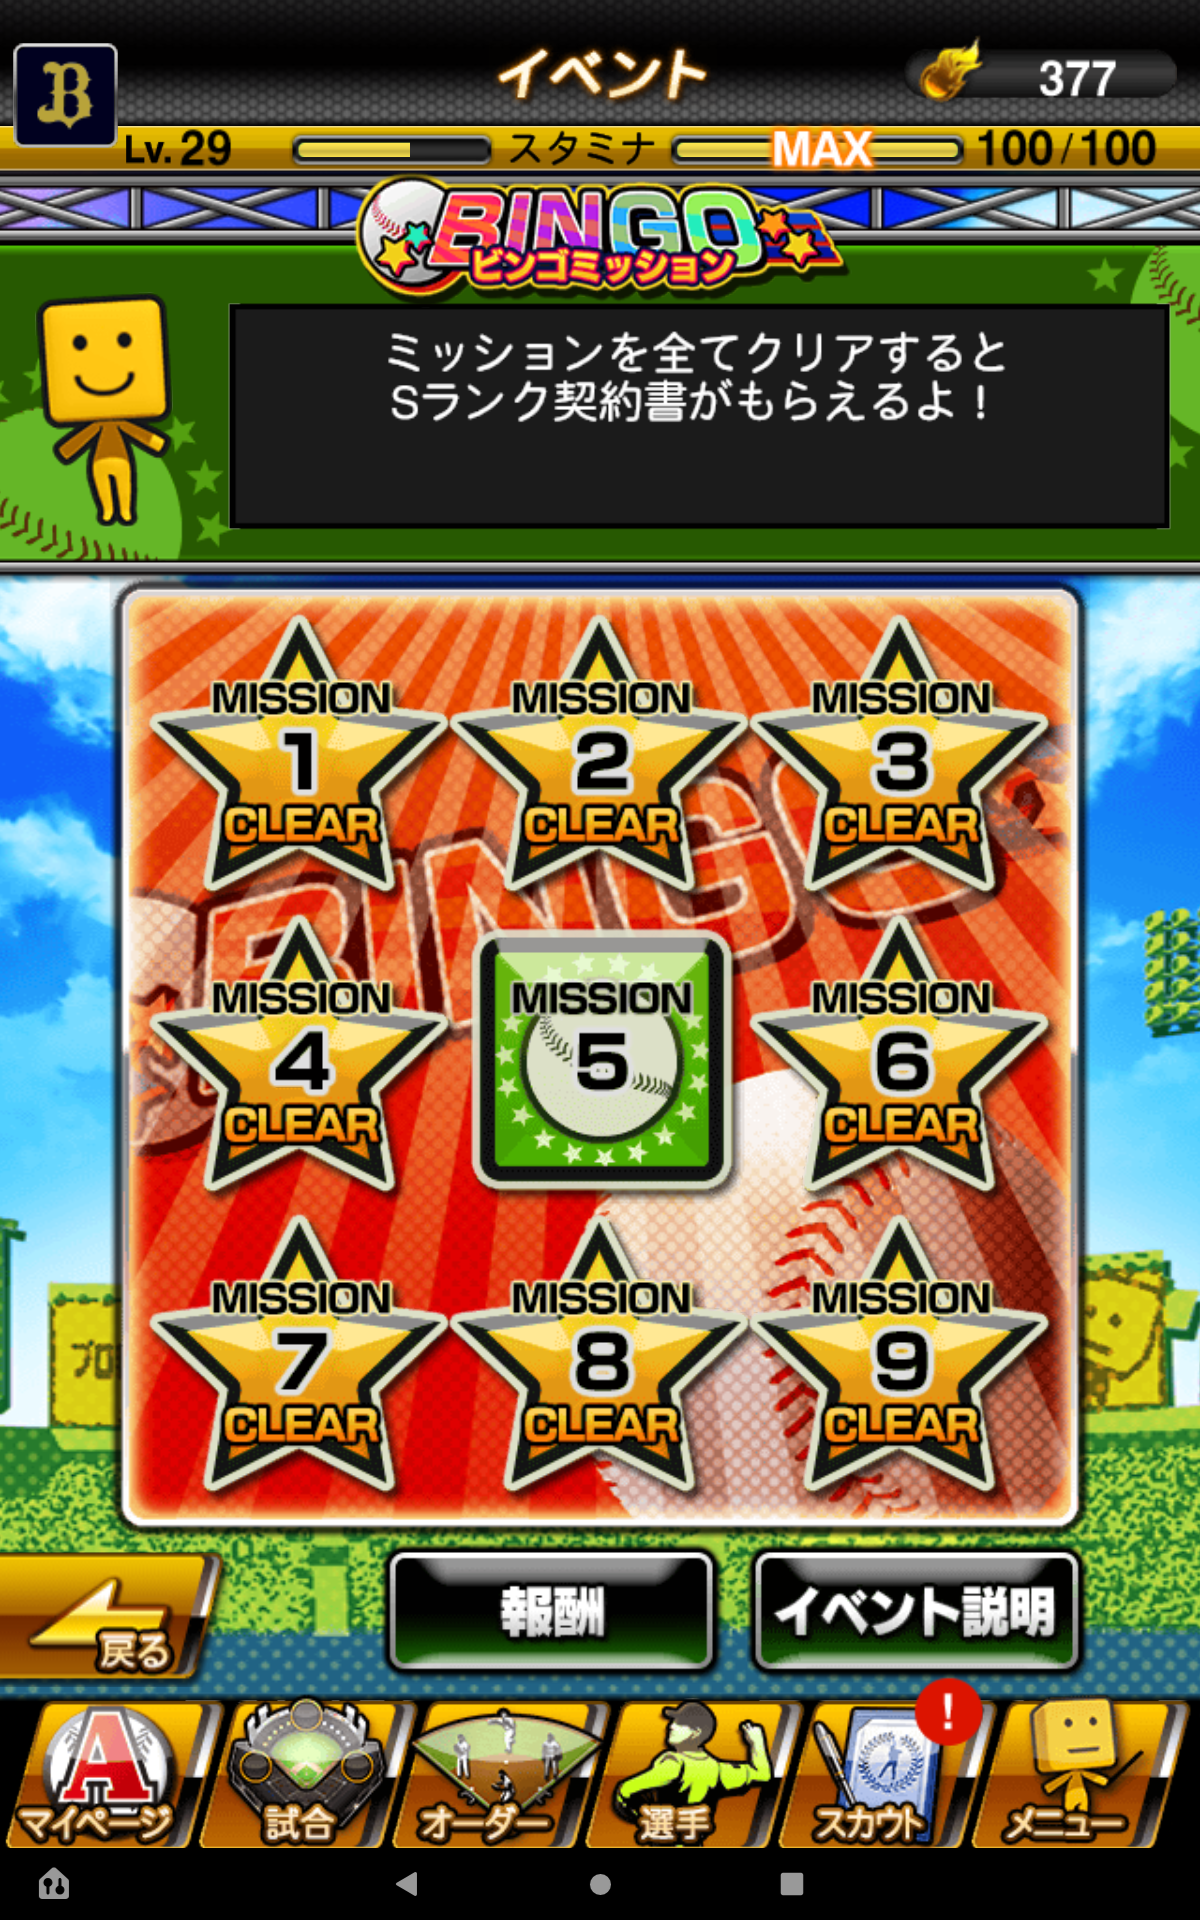 B
イベント
377
Lv.29
スタミナ
MAX
100/100
BINGO
ビンゴミッション
ミッションを全てクリアすると
Sランク契約書がもらえるよ！
MISSION
1
CLEAR
MISSION
2
CLEAR
MISSION
3
CLEAR
BINGO
MISSION
4
CLEAR
MISSION
5
MISSION
6
CLEAR
MISSION
7
CLEAR
MISSION
8
CLEAR
MISSION
9
CLEAR
プロ
戻る
報酬
イベント説明
A
マイページ
試合
オーダー
選手
!
スカウト
メニュー